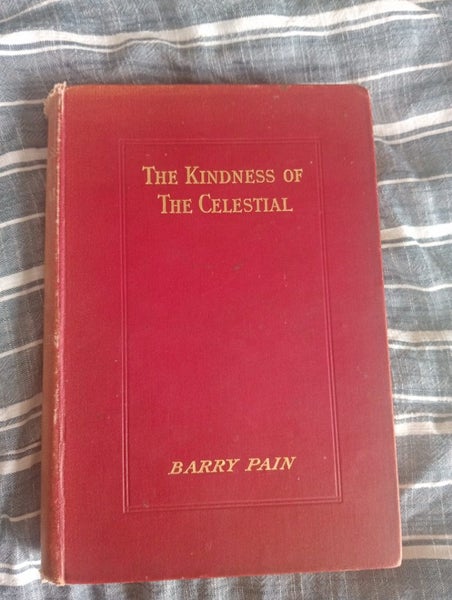 The Kindness of
The Celestial
BARRY PAIN